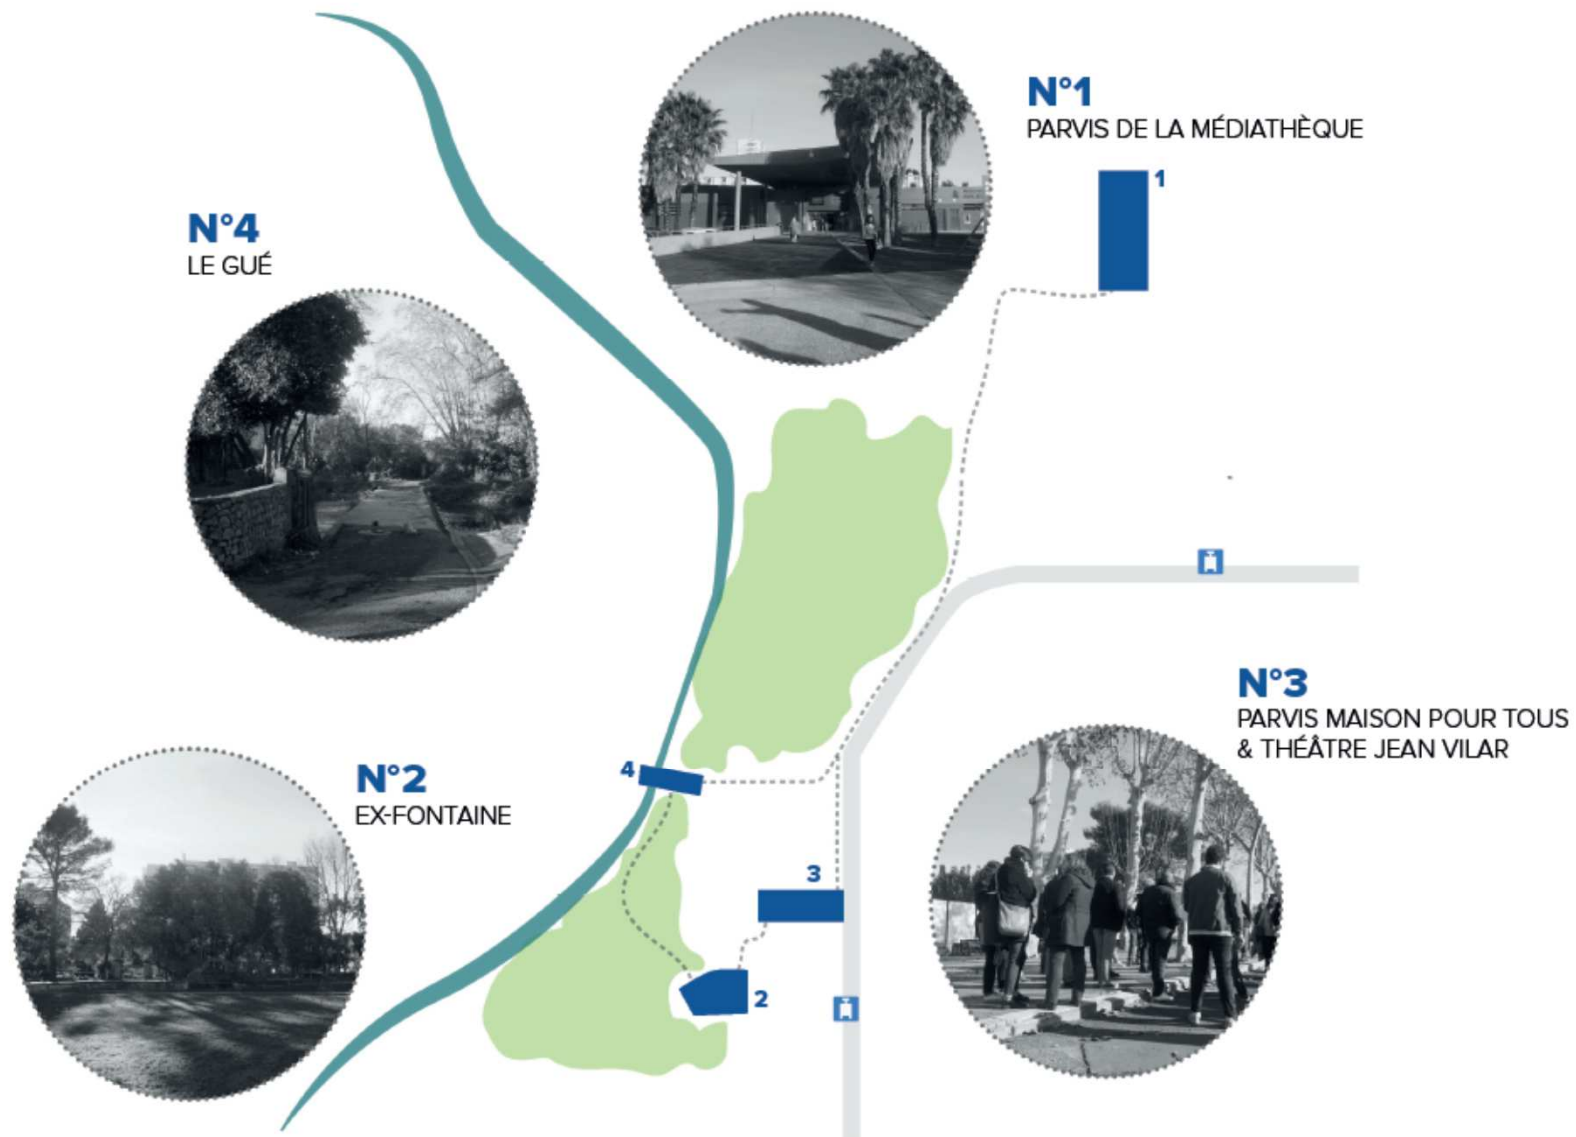 N°1
PARVIS DE LA MÉDIATHÈQUE
1
N°4
LE GUÉ
N°3
PARVIS MAISON POUR TOUS
& THÉÂTRE JEAN VILAR
N°2
EX-FONTAINE
4
3
2